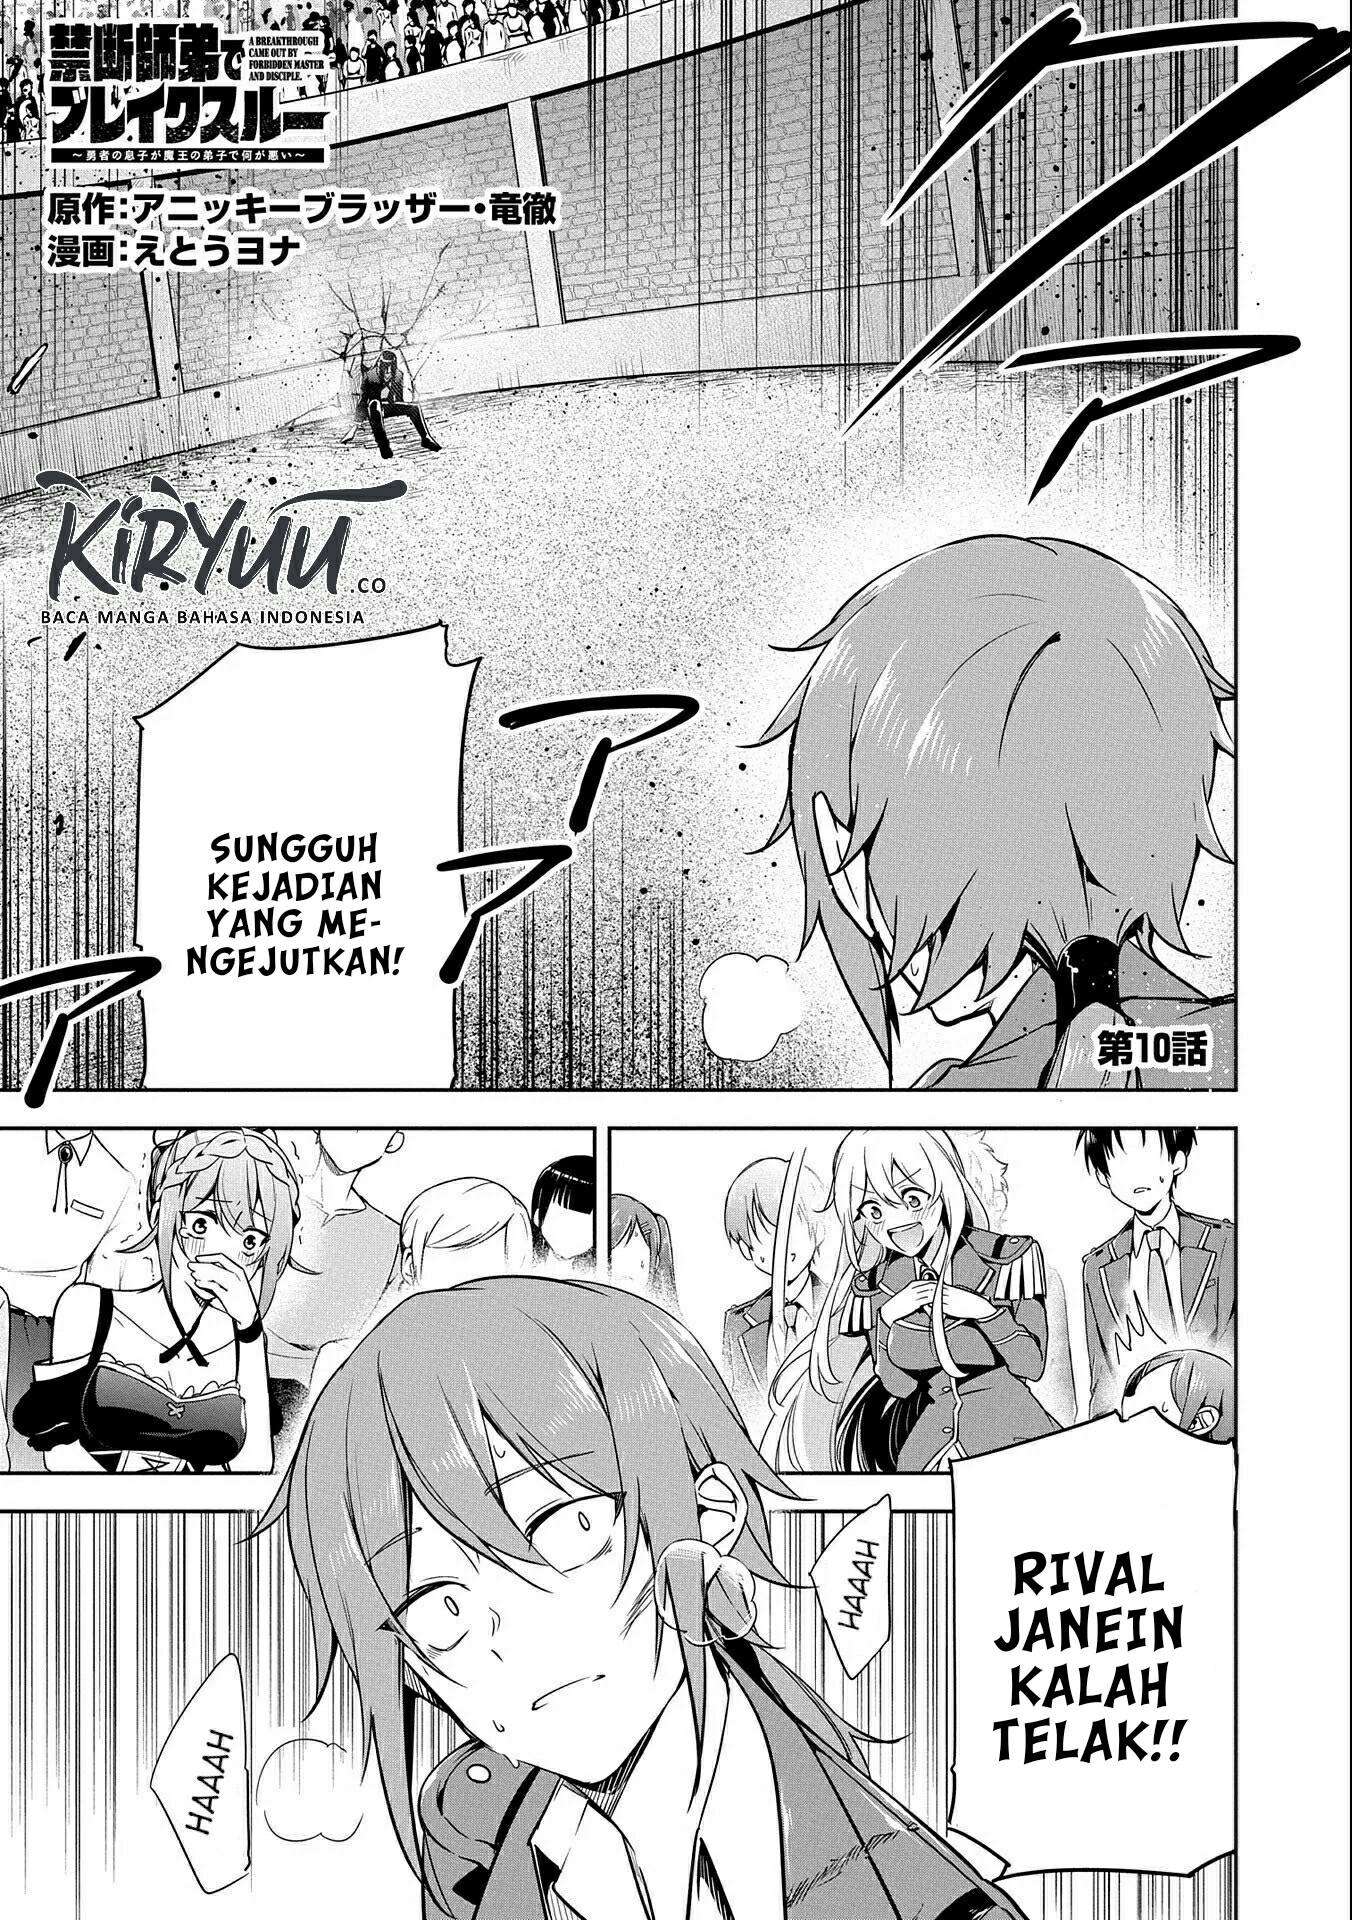 禁断師弟で
ブレイクスルー
A BREAKTHROUGH
CAME OUT BY
FORBIDDEN MASTER
AND DISCIPLE.
～勇者の息子が魔王の弟子で何が悪い～
原作：アニッキーブラッザー・竜徹
漫画：えとうヨナ
KIRYUU.CO
BACA MANGA BAHASA INDONESIA
SUNGGUH
KEJADIAN
YANG ME-
NGEJUTKAN!
第10話
RIVAL
JANEIN
KALAH
TELAK!!
HAAAH
HAAAH